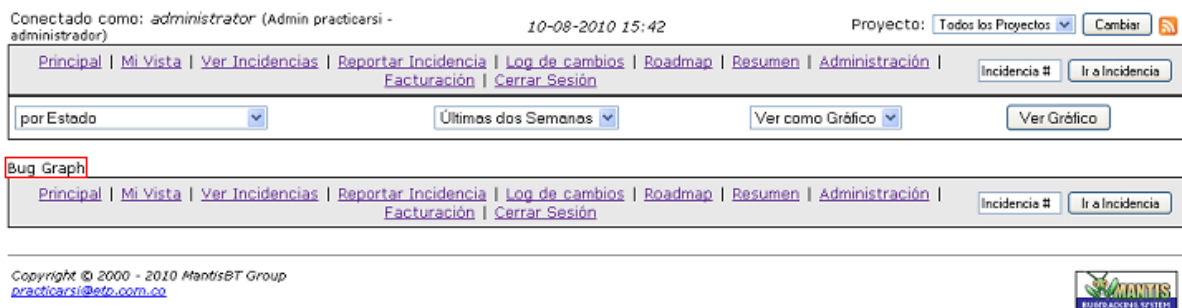 Conectado como: administrator (Admin practicarsi - administrador)
10-08-2010 15:42
Proyecto: Todos los Proyectos Cambiar
Principal | Mi Vista | Ver Incidencias | Reportar Incidencia | Log de cambios | Roadmap | Resumen | Administración |
Facturación | Cerrar Sesión
Incidencia # Ir a Incidencia
por Estado Últimas dos Semanas Ver como Gráfico Ver Gráfico
Bug Graph
Principal | Mi Vista | Ver Incidencias | Reportar Incidencia | Log de cambios | Roadmap | Resumen | Administración |
Facturación | Cerrar Sesión
Incidencia # Ir a Incidencia
Copyright © 2000 - 2010 MantisBT Group
practicarsi@etp.com.co
MANTIS
BUGTRACKING SYSTEM